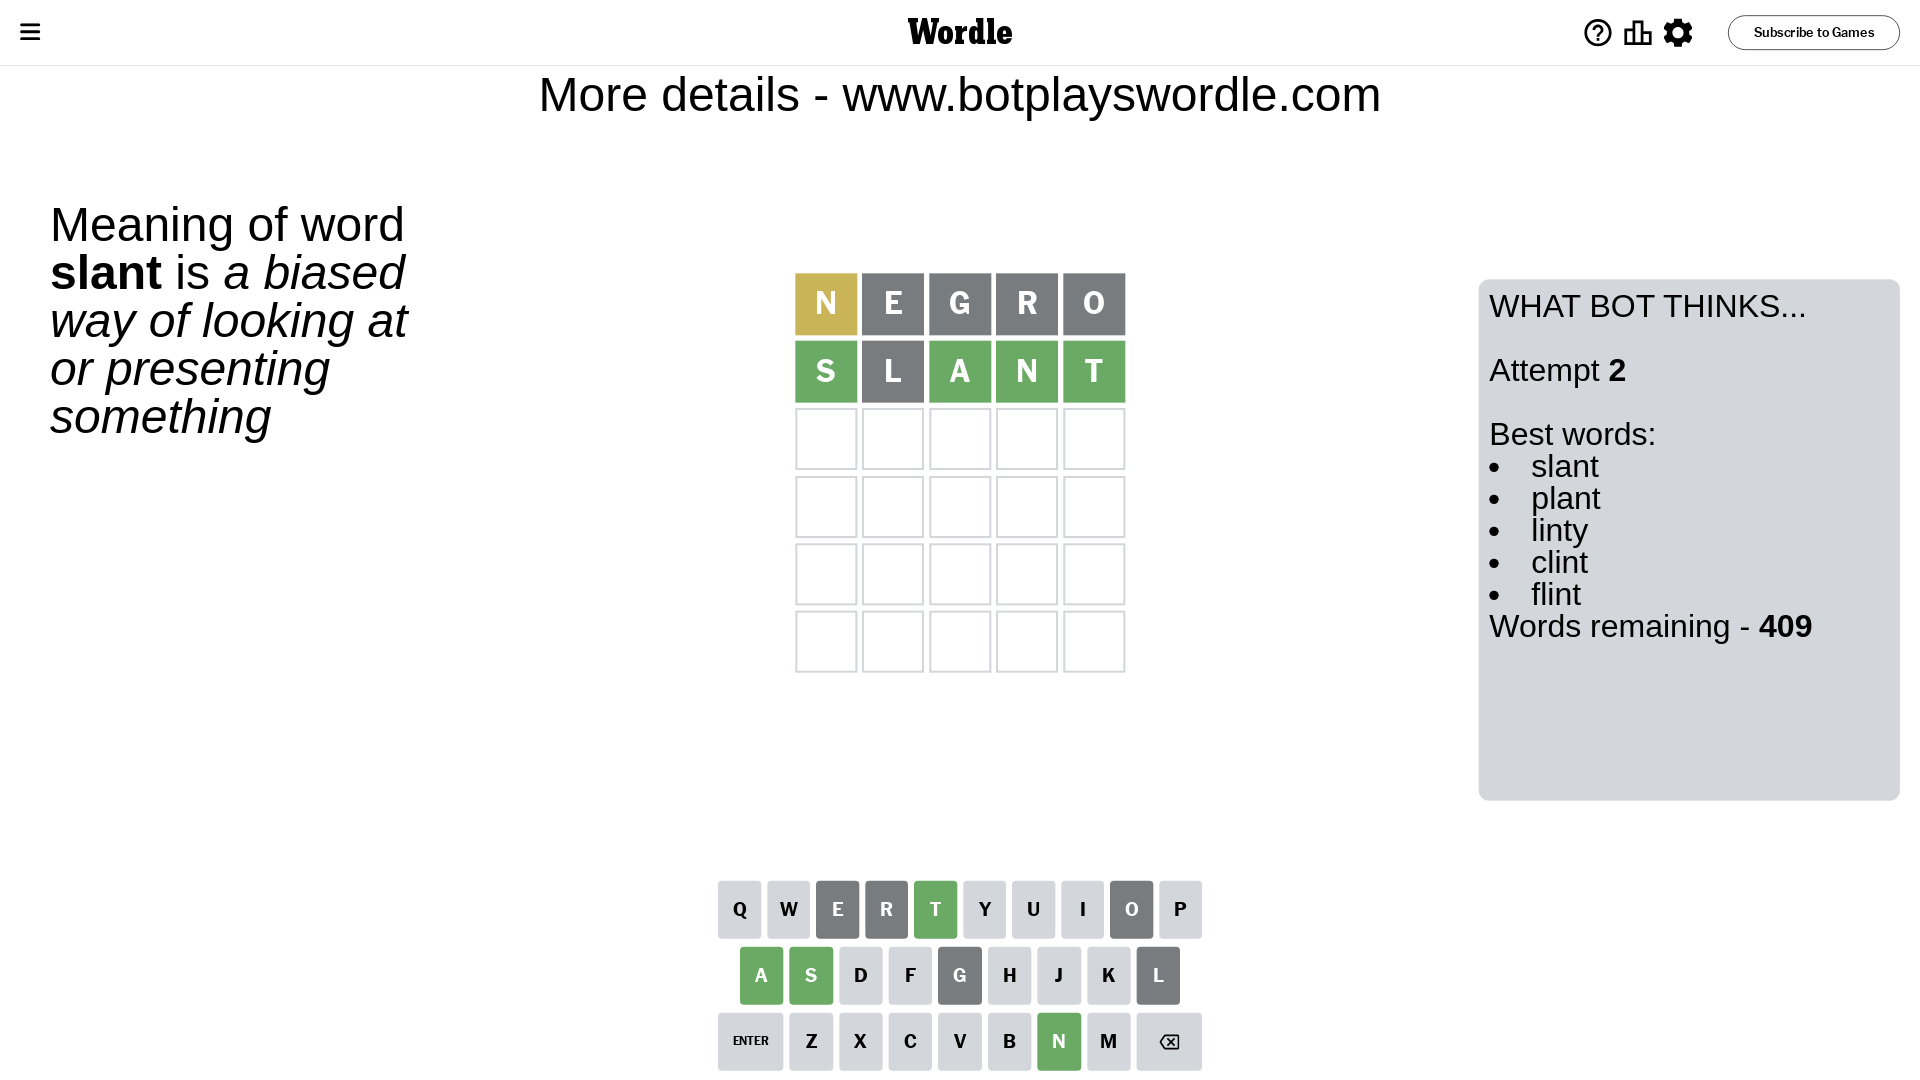 Wordle
Subscribe to Games
More details - www.botplayswordle.com
Meaning of word
slant is a biased
way of looking at
or presenting
something
N E G R O
S L A N T
WHAT BOT THINKS...
Attempt 2
Best words:
• slant
• plant
• linty
• clint
• flint
Words remaining - 409
Q W E R T Y U I O P
A S D F G H J K L
ENTER Z X C V B N M